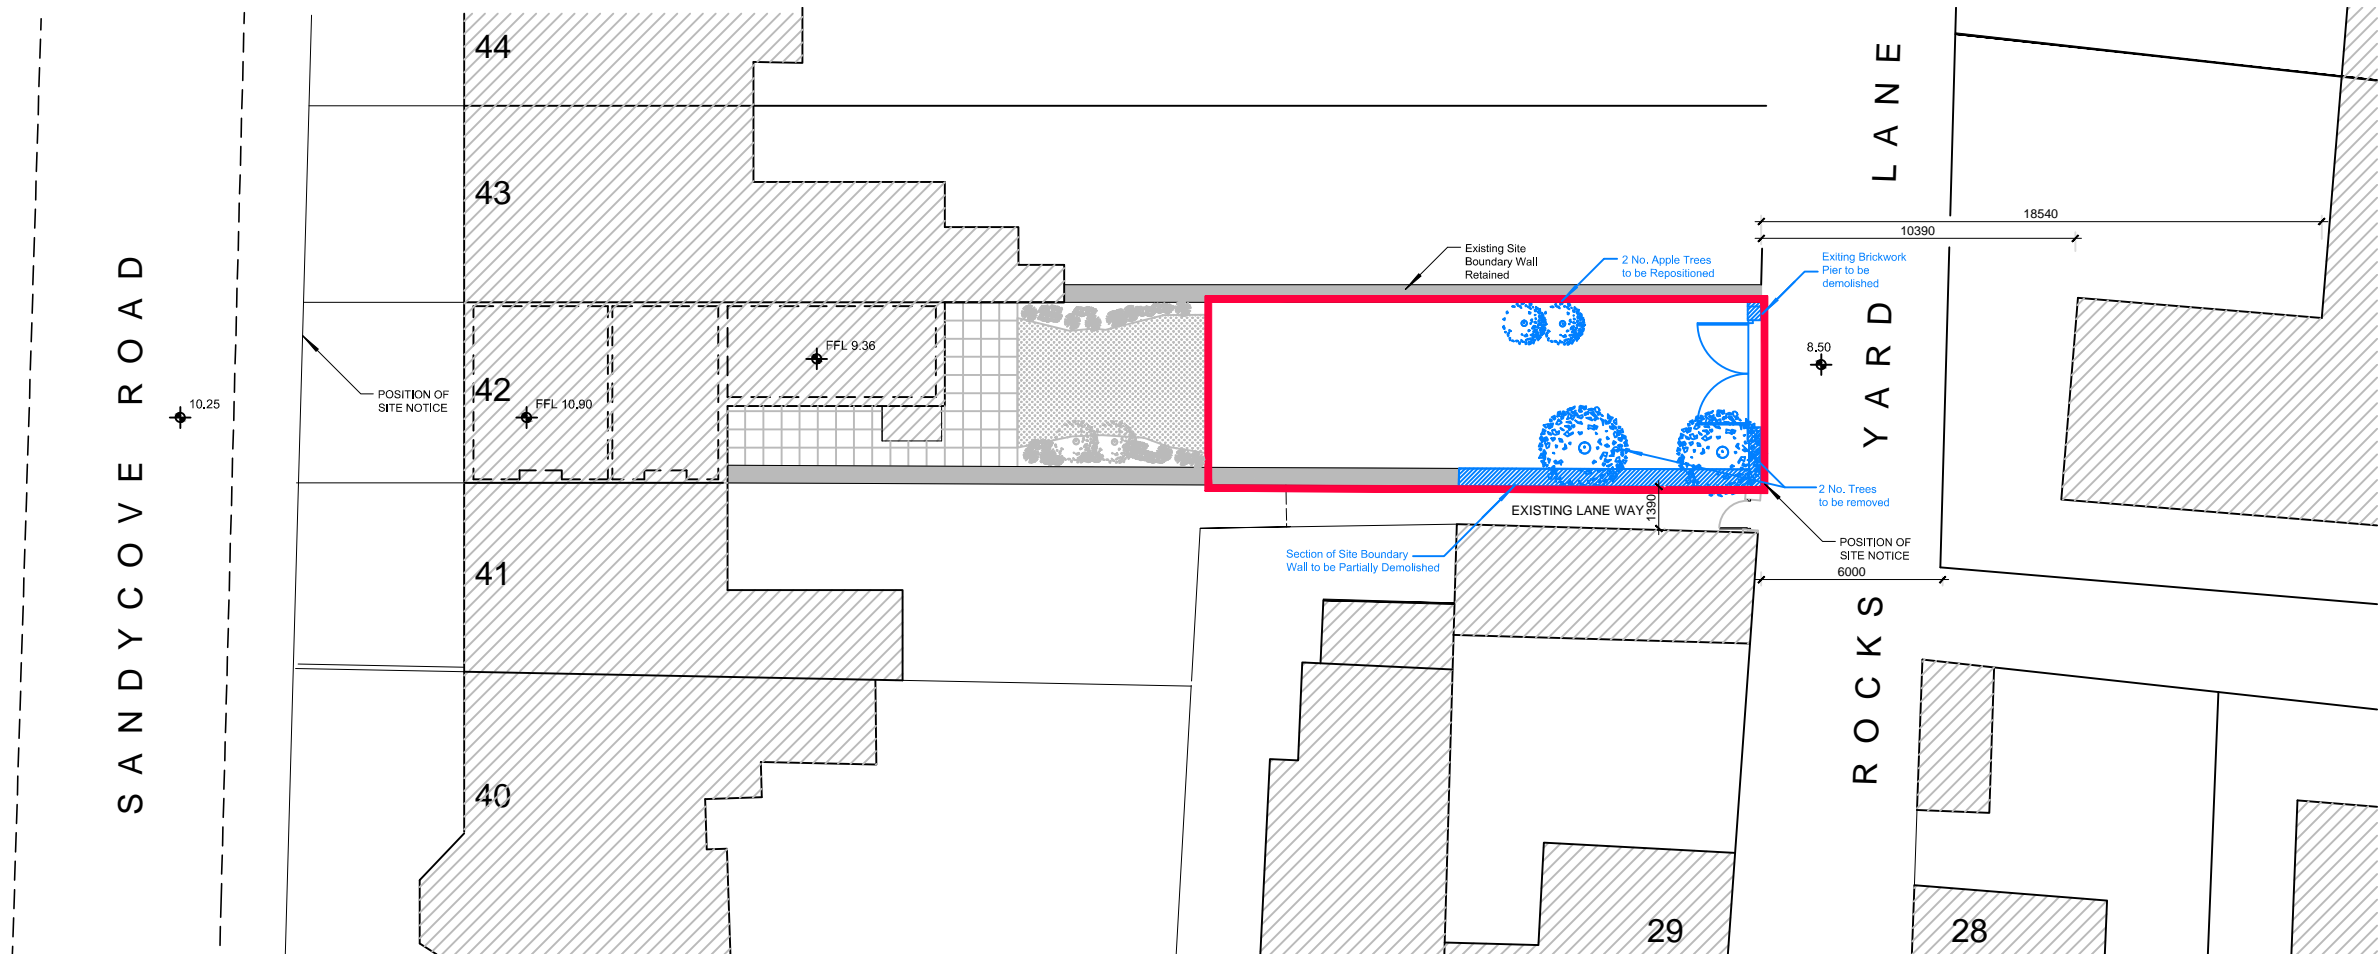 44
43
42
41
40
29
28
SANDYCOVE ROAD
ROCKS YARD LANE
10.25
POSITION OF
SITE NOTICE
FFL 10.90
FFL 9.36
Existing Site
Boundary Wall
Retained
2 No. Apple Trees
to be Repositioned
Exiting Brickwork
Pier to be
demolished
18540
10390
8.50
2 No. Trees
to be removed
EXISTING LANE WAY
1390
Section of Site Boundary
Wall to be Partially Demolished
POSITION OF
SITE NOTICE
6000